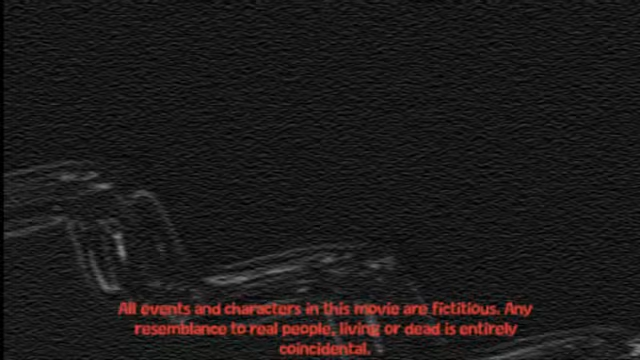 All events and characters in this movie are fictitious. Any
resemblance to real people, living or dead is entirely
coincidental.